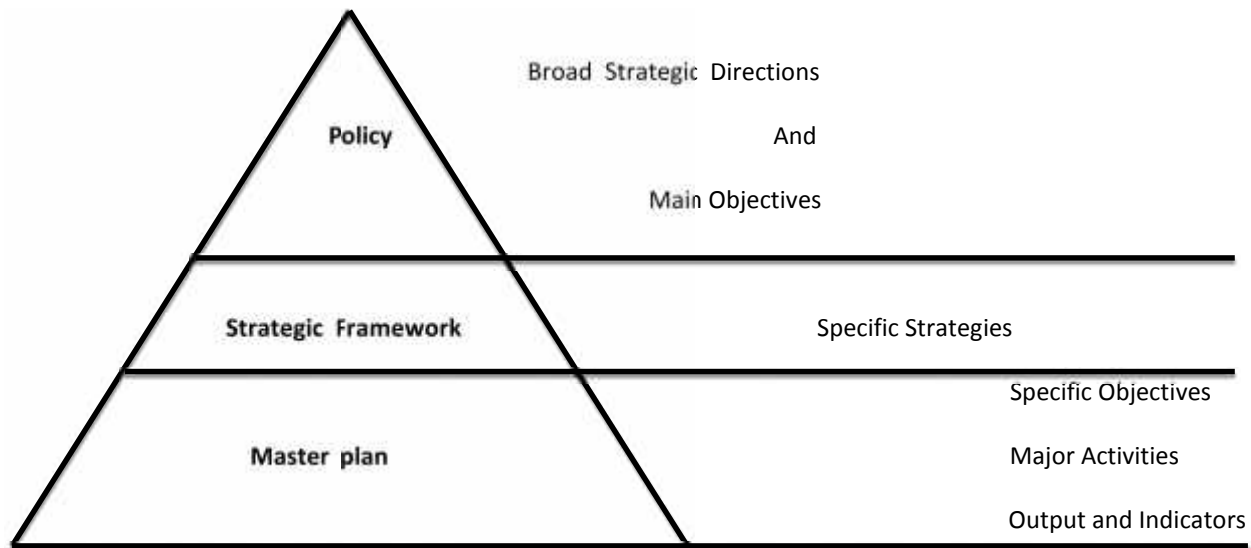 Broad Strategic Directions
Policy
And
Main Objectives
Strategic Framework
Specific Strategies
Specific Objectives
Master plan
Major Activities
Output and Indicators